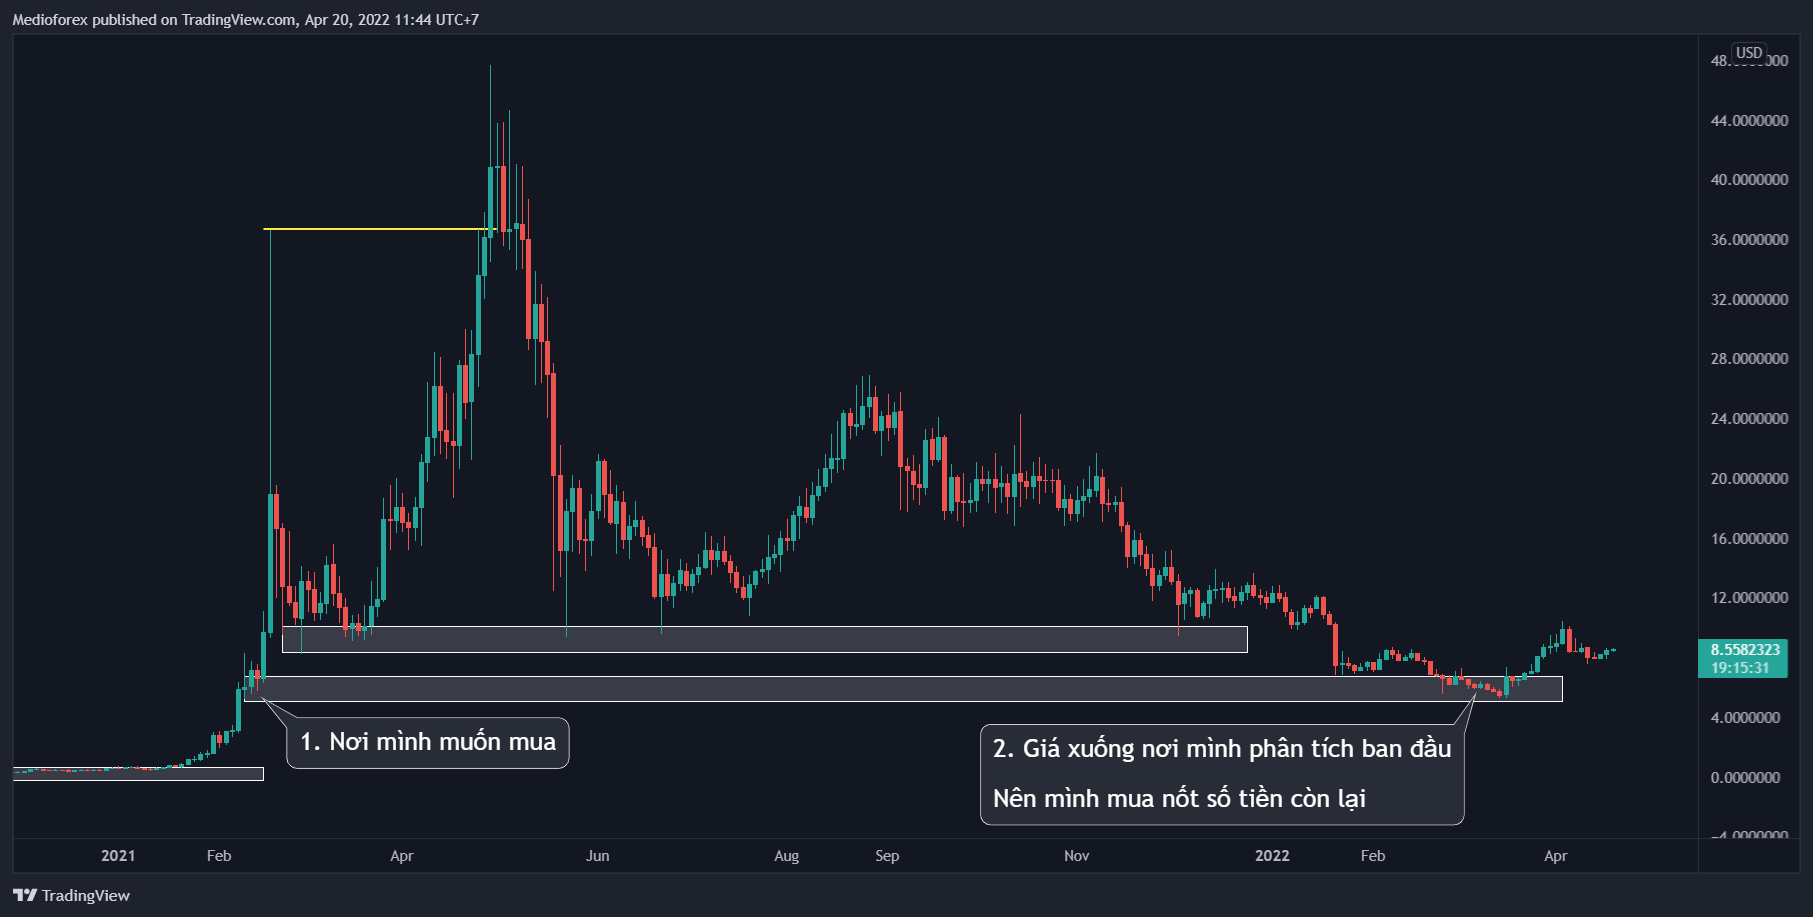 Medioforex published on TradingView.com, Apr 20, 2022 11:44 UTC+7
USD
44.0000000
40.0000000
36.0000000
32.0000000
28.0000000
24.0000000
20.0000000
16.0000000
12.0000000
8.5582323
19:15:31
4.0000000
0.0000000
-4.0000000
1. Nơi mình muốn mua
2. Giá xuống nơi mình phân tích ban đầu
Nên mình mua nốt số tiền còn lại
2021 Feb Apr Jun Aug Sep Nov 2022 Feb Apr
TradingView